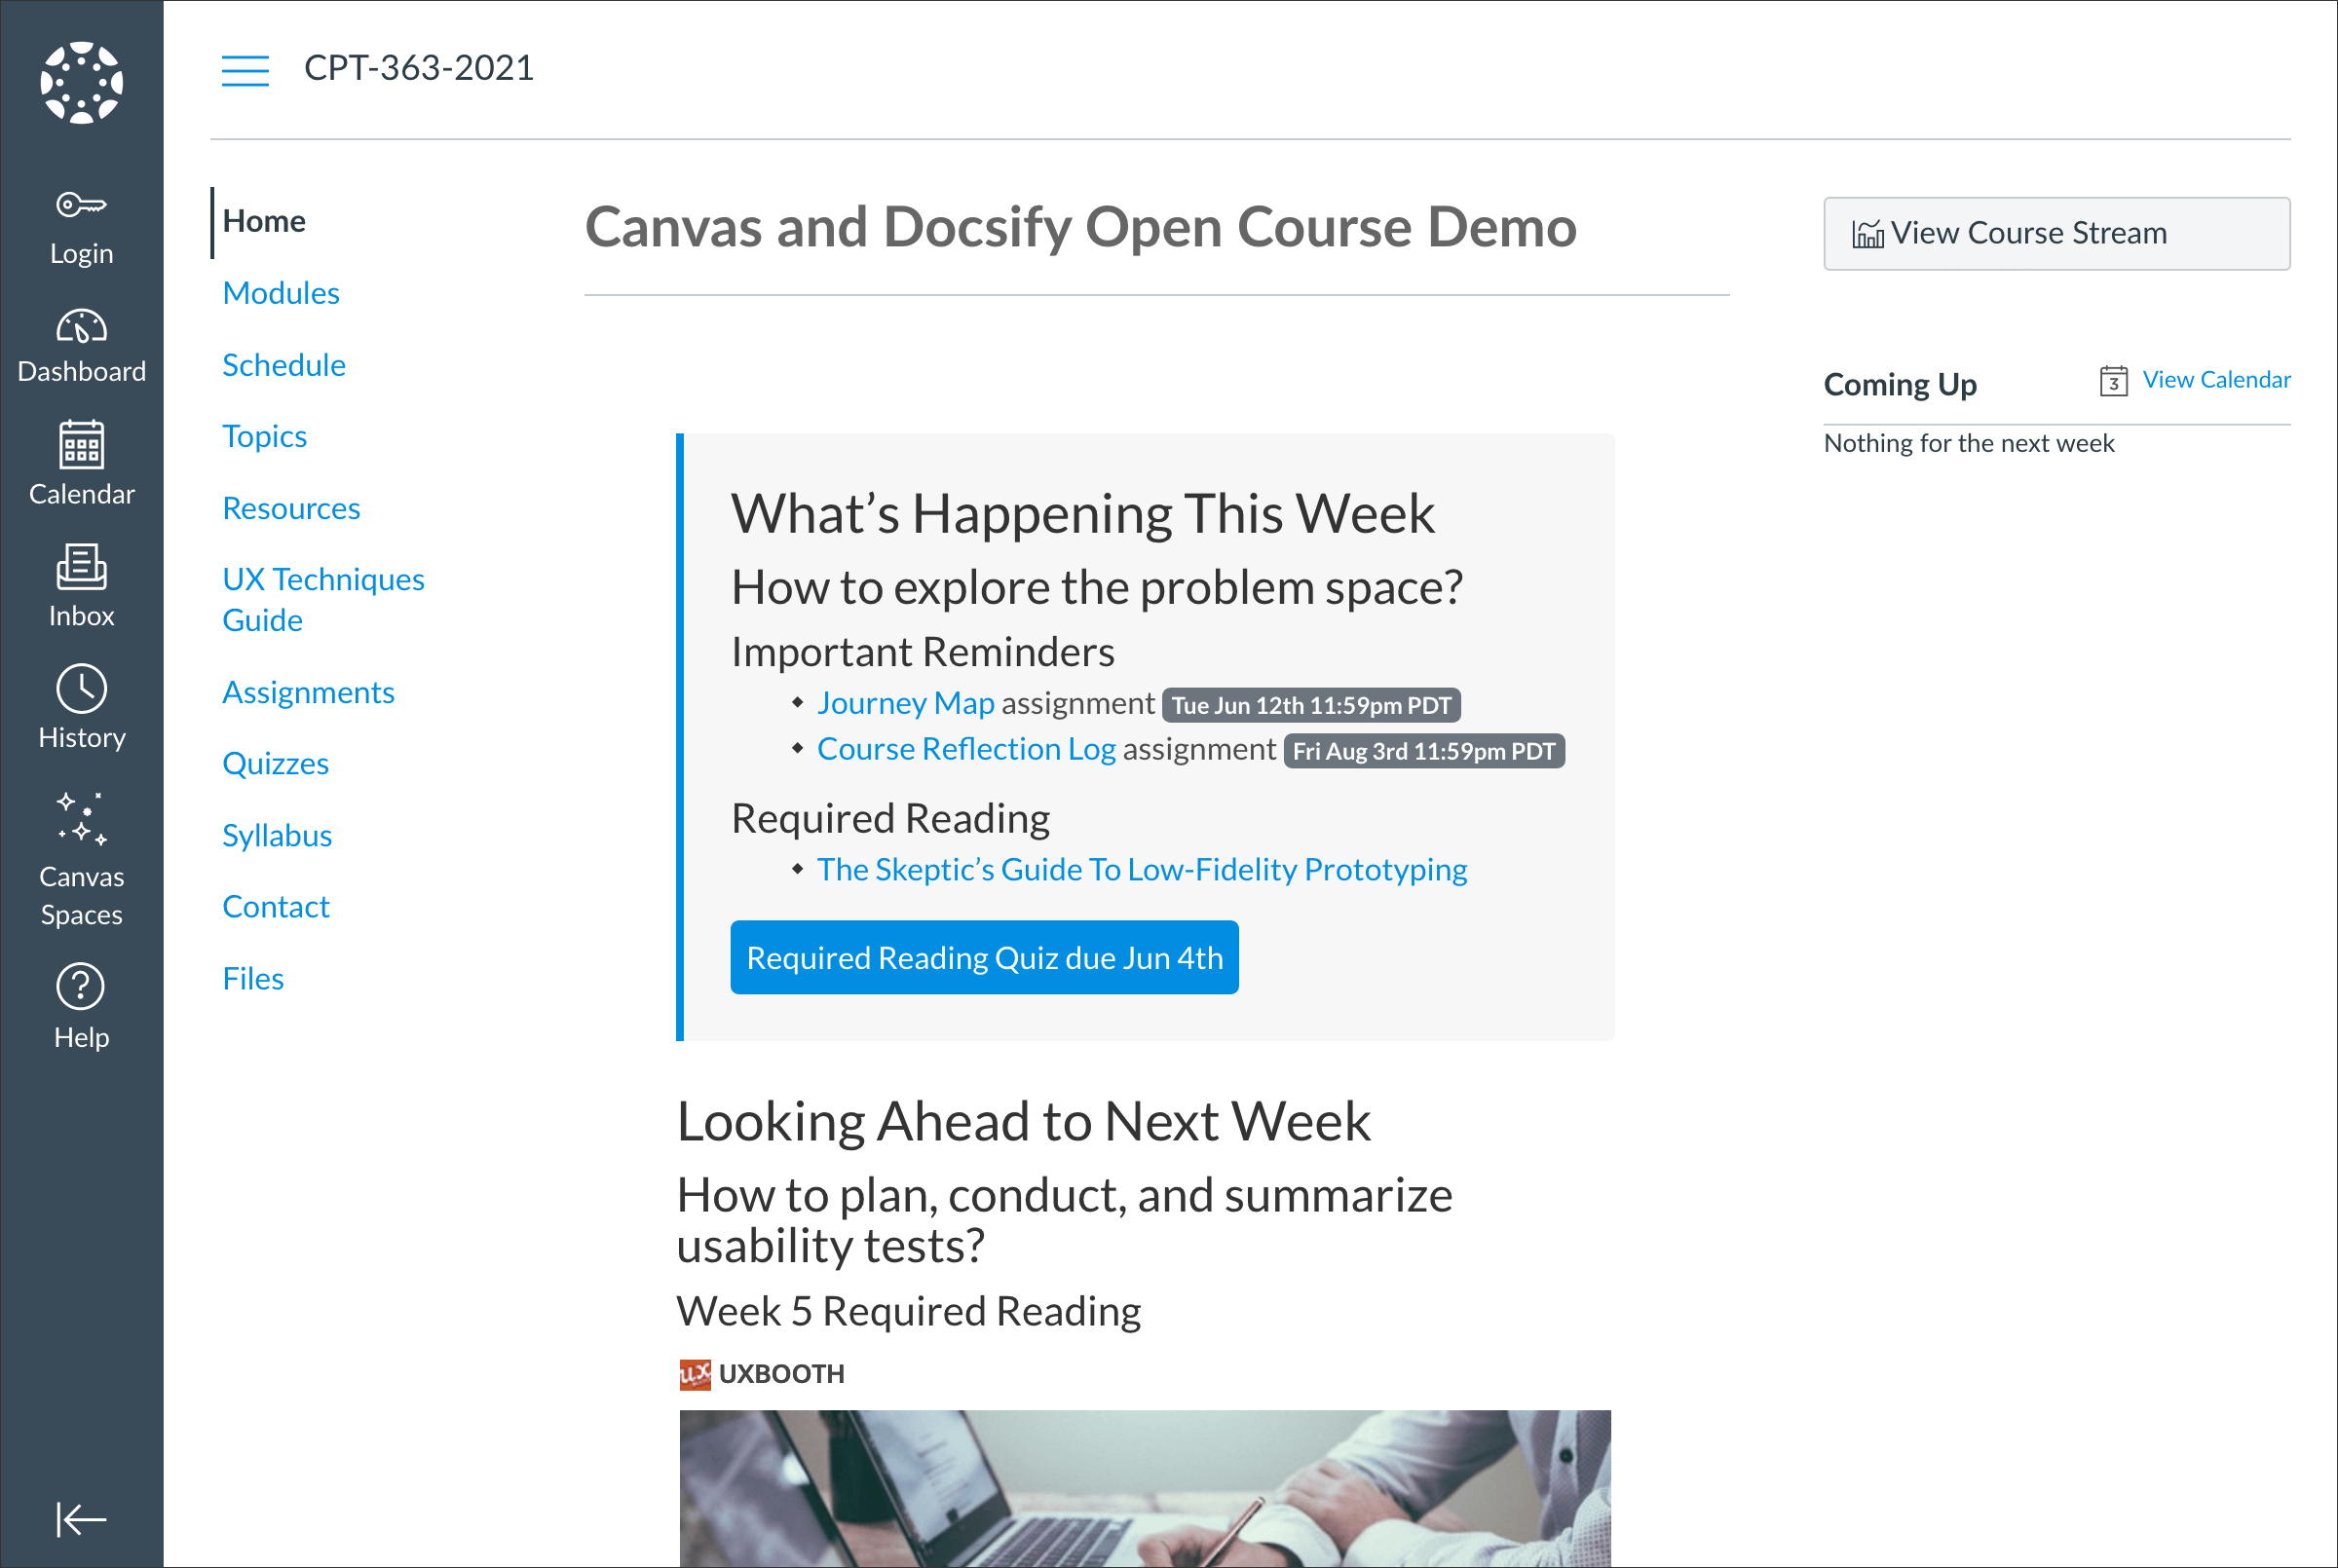 CPT-363-2021
Login
Dashboard
Calendar
Inbox
History
Canvas
Spaces
Help
Home
Modules
Schedule
Topics
Resources
UX Techniques
Guide
Assignments
Quizzes
Syllabus
Contact
Files
Canvas and Docsify Open Course Demo
What’s Happening This Week
How to explore the problem space?
Important Reminders
Journey Map assignment Tue Jun 12th 11:59pm PDT
Course Reflection Log assignment Fri Aug 3rd 11:59pm PDT
Required Reading
The Skeptic’s Guide To Low-Fidelity Prototyping
Required Reading Quiz due Jun 4th
Looking Ahead to Next Week
How to plan, conduct, and summarize
usability tests?
Week 5 Required Reading
ux UXBOOTH
View Course Stream
Coming Up
3 View Calendar
Nothing for the next week